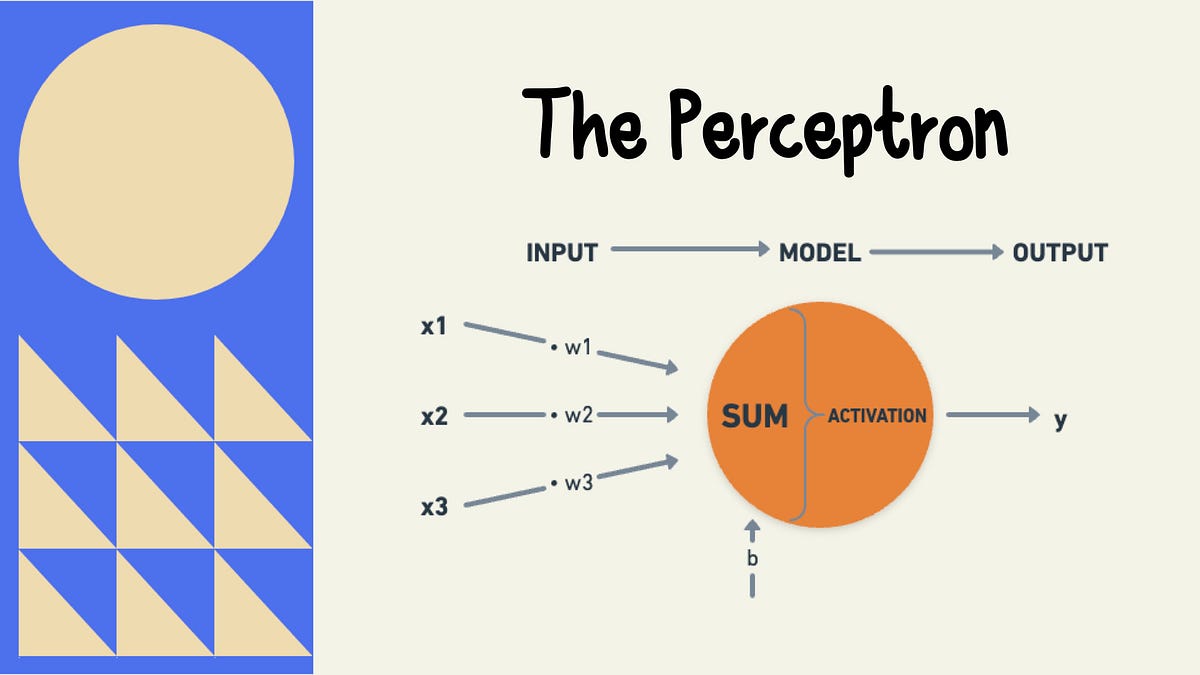 The Perceptron
INPUT MODEL OUTPUT
x1 • w1
x2 • w2 SUM ACTIVATION y
x3 • w3
b